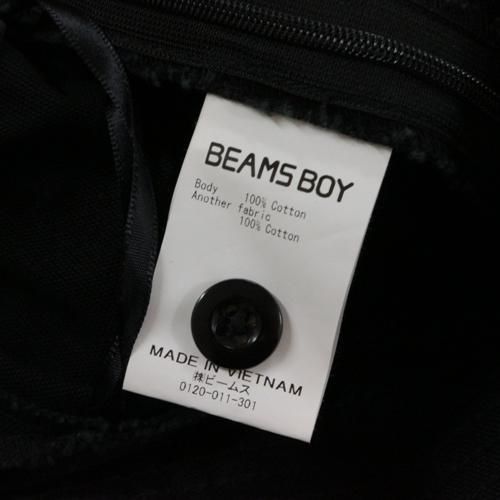 BEAMS BOY
Body 100% Cotton
Another fabric
100% Cotton
MADE IN VIETNAM
㈱ビームス
0120-011-301